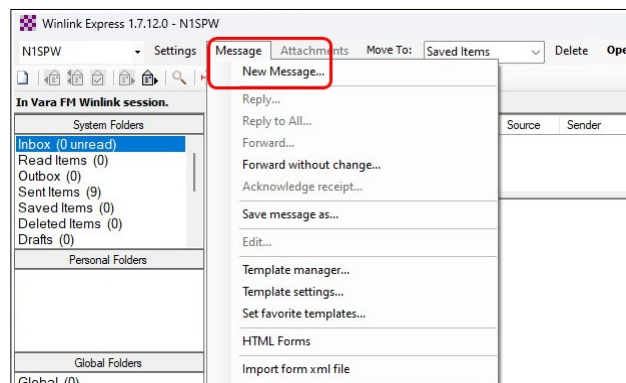 Winlink Express 1.7.12.0 - N1SPW
N1SPW Settings Message Attachments Move To: Saved Items Delete
In Vara FM Winlink session.
System Folders
Inbox (0 unread)
Read Items (0)
Outbox (0)
Sent Items (9)
Saved Items (0)
Deleted Items (0)
Drafts (0)
Personal Folders
Global Folders
Global (0)
New Message...
Reply...
Reply to All...
Forward...
Forward without change...
Acknowledge receipt...
Save message as...
Edit...
Template manager...
Template settings...
Set favorite templates...
HTML Forms
Import form xml file
Source Sender